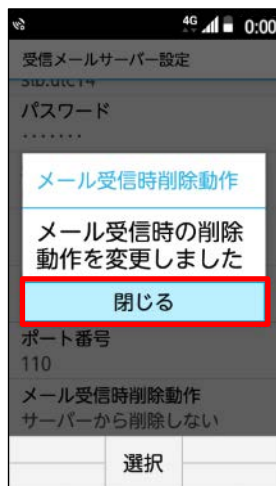 4G 0:00
受信メールサーバー設定
パスワード
・・・・・・・
メール受信時削除動作
メール受信時の削除
動作を変更しました
閉じる
ポート番号
110
メール受信時削除動作
サーバーから削除しない
選択